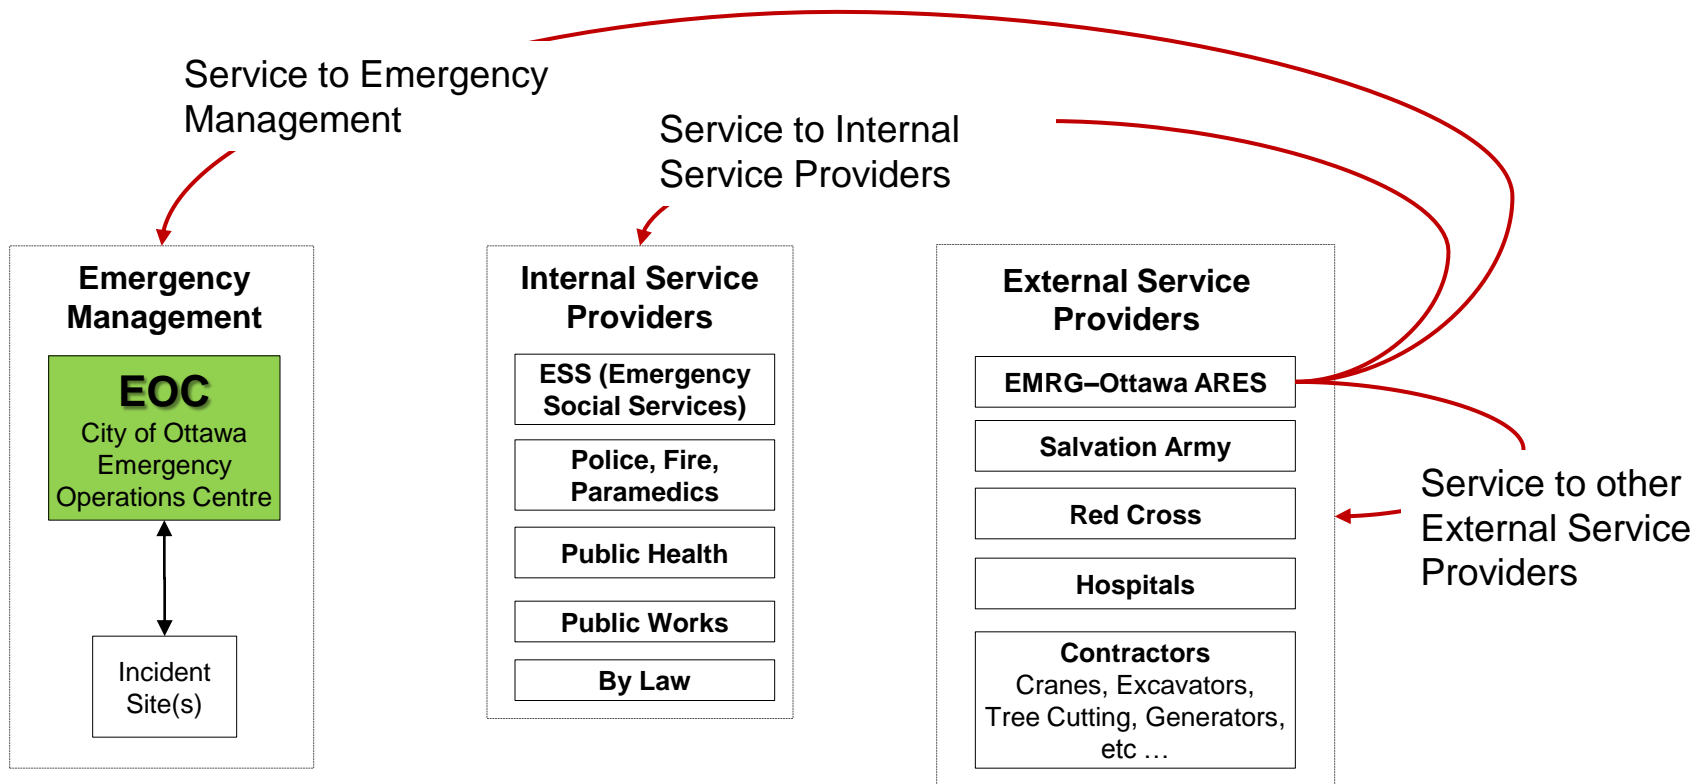 Service to Emergency
Management
Service to Internal
Service Providers
Emergency
Management
EOC
City of Ottawa
Emergency
Operations Centre
Incident
Site(s)
Internal Service
Providers
ESS (Emergency
Social Services)
Police, Fire,
Paramedics
Public Health
Public Works
By Law
External Service
Providers
EMRG–Ottawa ARES
Salvation Army
Red Cross
Hospitals
Contractors
Cranes, Excavators,
Tree Cutting, Generators,
etc …
Service to other
External Service
Providers